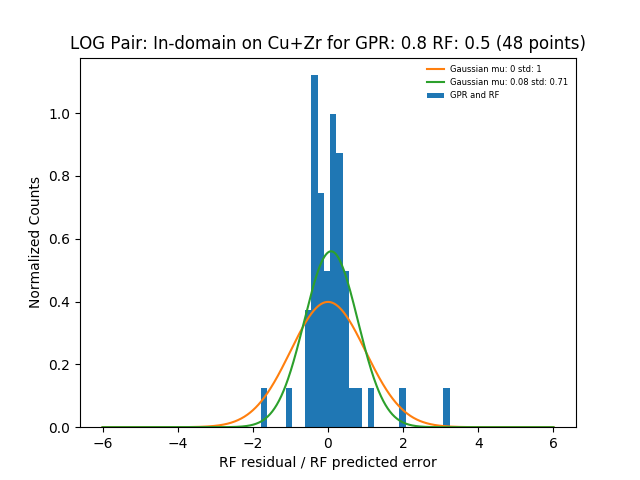 LOG Pair: In-domain on Cu+Zr for GPR: 0.8 RF: 0.5 (48 points)
Gaussian mu: 0 std: 1
Gaussian mu: 0.08 std: 0.71
GPR and RF
Normalized Counts
1.0
0.8
0.6
0.4
0.2
0.0
−6 −4 −2 0 2 4 6
RF residual / RF predicted error